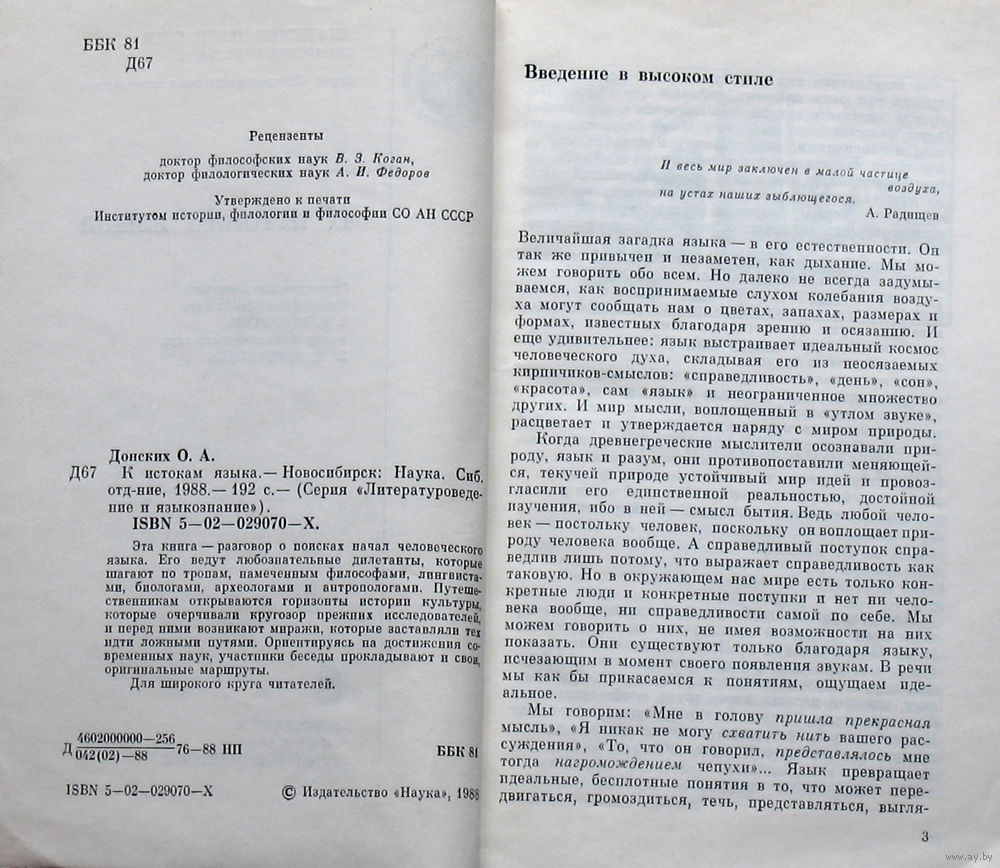 ББК 81
Д67
Рецензенты
доктор философских наук В. З. Коган,
доктор филологических наук А. И. Федоров
Утверждено к печати
Институтом истории, филологии и философии СО АН СССР
Донских О. А.
Д67 К истокам языка.— Новосибирск: Наука. Сиб.
отд-ние, 1988.— 192 с.— (Серия «Литературоведе-
ние и языкознание»).
ISBN 5—02—029070—X.
Эта книга — разговор о поисках начал человеческого
языка. Его ведут любознательные дилетанты, которые
шагают по тропам, намеченным философами, лингвиста-
ми, биологами, археологами и антропологами. Путеше-
ственникам открываются горизонты истории культуры,
которые очерчивали кругозор прежних исследователей,
и перед ними возникают миражи, которые заставляли тех
идти ложными путями. Ориентируясь на достижения со-
временных наук, участники беседы прокладывают и свои,
оригинальные маршруты.
Для широкого круга читателей.
Д 4602000000—256
042(02)—88 76—88 НП
ББК 81
ISBN 5—02—029070—X
© Издательство «Наука», 1988
Введение в высоком стиле
И весь мир заключен в малой частице
воздуха,
на устах наших зыблющегося.
А. Радищев
Величайшая загадка языка — в его естественности. Он
так же привычен и незаметен, как дыхание. Мы мо-
жем говорить обо всем. Но далеко не всегда задумы-
ваемся, как воспринимаемые слухом колебания возду-
ха могут сообщать нам о цветах, запахах, размерах и
формах, известных благодаря зрению и осязанию. И
еще удивительнее: язык выстраивает идеальный космос
человеческого духа, складывая его из неосязаемых
кирпичиков-смыслов: «справедливость», «день», «сон»,
«красота», сам «язык» и неограниченное множество
других. И мир мысли, воплощенный в «утлом звуке»,
расцветает и утверждается наряду с миром природы.
Когда древнегреческие мыслители осознавали при-
роду, язык и разум, они противопоставили меняющей-
ся, текучей природе устойчивый мир идей и провоз-
гласили его единственной реальностью, достойной
изучения, ибо в ней — смысл бытия. Ведь любой чело-
век — постольку человек, поскольку он воплощает при-
роду человека вообще. А справедливый поступок спра-
ведлив лишь потому, что выражает справедливость как
таковую. Но в окружающем нас мире есть только кон-
кретные люди и конкретные поступки и нет ни чело-
века вообще, ни справедливости самой по себе. Мы
можем говорить о них, не имея возможности на них
показать. Они существуют только благодаря языку,
исчезающим в момент своего появления звукам. В речи
мы как бы прикасаемся к понятиям, ощущаем иде-
альное.
Мы говорим: «Мне в голову пришла прекрасная
мысль», «Я никак не могу схватить нить вашего рас-
суждения», «То, что он говорил, представлялось мне
тогда нагромождением чепухи»... Язык превращает
идеальные, бесплотные понятия в то, что может пере-
двигаться, громоздиться, течь, представляться, выгля-
3
www.ay.by